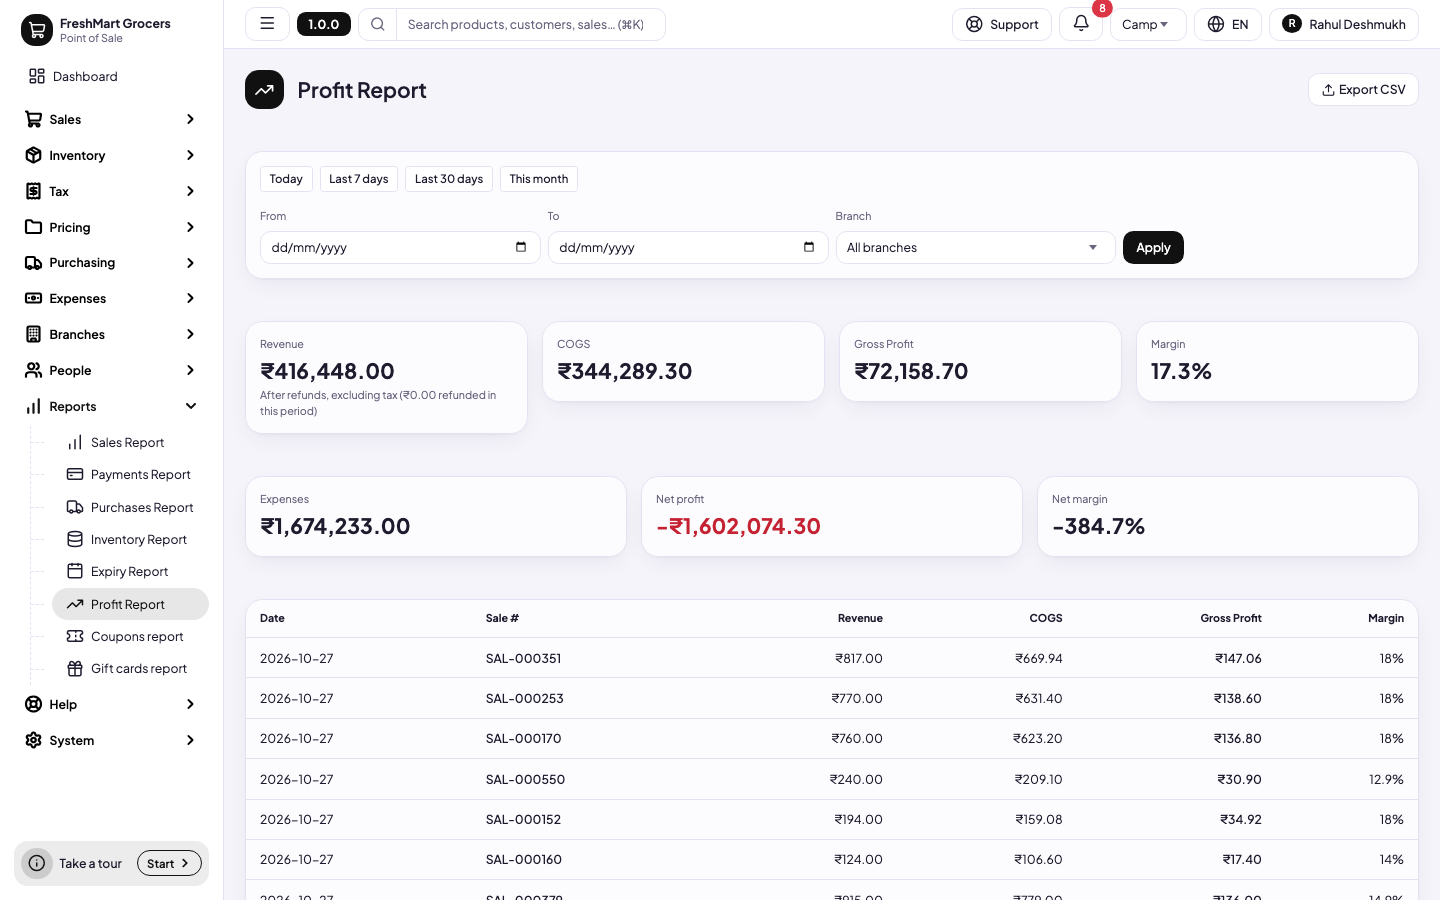 FreshMart Grocers
Point of Sale
1.0.0
Search products, customers, sales… (⌘K)
Support
8
Camp
EN
R
Rahul Deshmukh
Dashboard
Sales
Inventory
Tax
Pricing
Purchasing
Expenses
Branches
People
Reports
Sales Report
Payments Report
Purchases Report
Inventory Report
Expiry Report
Profit Report
Coupons report
Gift cards report
Help
System
Take a tour
Start
Profit Report
Export CSV
Today
Last 7 days
Last 30 days
This month
From
To
Branch
dd/mm/yyyy
dd/mm/yyyy
All branches
Apply
Revenue
₹416,448.00
After refunds, excluding tax (₹0.00 refunded in
this period)
COGS
₹344,289.30
Gross Profit
₹72,158.70
Margin
17.3%
Expenses
₹1,674,233.00
Net profit
-₹1,602,074.30
Net margin
-384.7%
Date Sale # Revenue COGS Gross Profit Margin
2026-10-27 SAL-000351 ₹817.00 ₹669.94 ₹147.06 18%
2026-10-27 SAL-000253 ₹770.00 ₹631.40 ₹138.60 18%
2026-10-27 SAL-000170 ₹760.00 ₹623.20 ₹136.80 18%
2026-10-27 SAL-000550 ₹240.00 ₹209.10 ₹30.90 12.9%
2026-10-27 SAL-000152 ₹194.00 ₹159.08 ₹34.92 18%
2026-10-27 SAL-000160 ₹124.00 ₹106.60 ₹17.40 14%